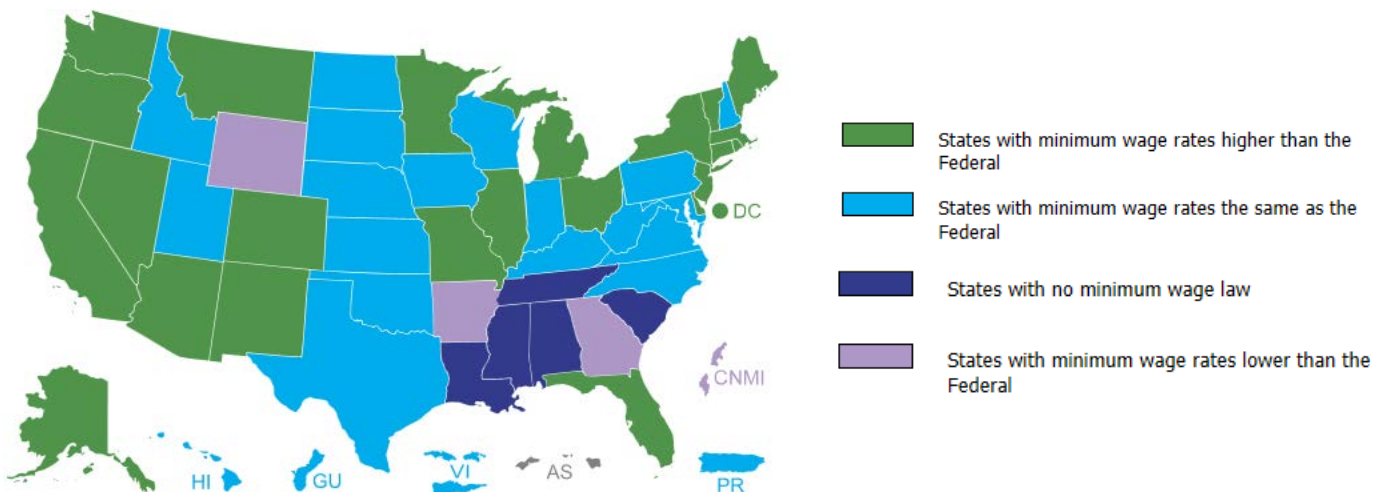 States with minimum wage rates higher than the
Federal
States with minimum wage rates the same as the
Federal
States with no minimum wage law
States with minimum wage rates lower than the
Federal
DC
CNMI
HI
GU
VI
AS
PR